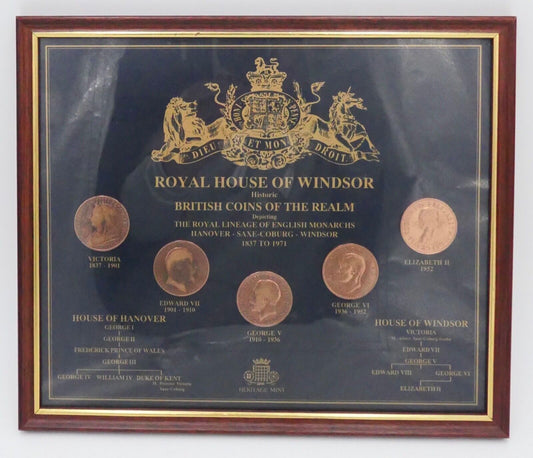 DIEU ET MON DROIT
ROYAL HOUSE OF WINDSOR
Historic
BRITISH COINS OF THE REALM
Depicting
THE ROYAL LINEAGE OF ENGLISH MONARCHS
HANOVER - SAXE-COBURG - WINDSOR
1837 TO 1971
VICTORIA
1837 - 1901
EDWARD VII
1901 - 1910
GEORGE V
1910 - 1936
GEORGE VI
1936 - 1952
ELIZABETH II
1952
HOUSE OF HANOVER
GEORGE I
GEORGE II
FREDERICK PRINCE OF WALES
GEORGE III
GEORGE IV WILLIAM IV DUKE OF KENT
Saxe-Coburg
HOUSE OF WINDSOR
VICTORIA
EDWARD VII
GEORGE V
EDWARD VIII GEORGE VI
ELIZABETH II
HERITAGE MINT